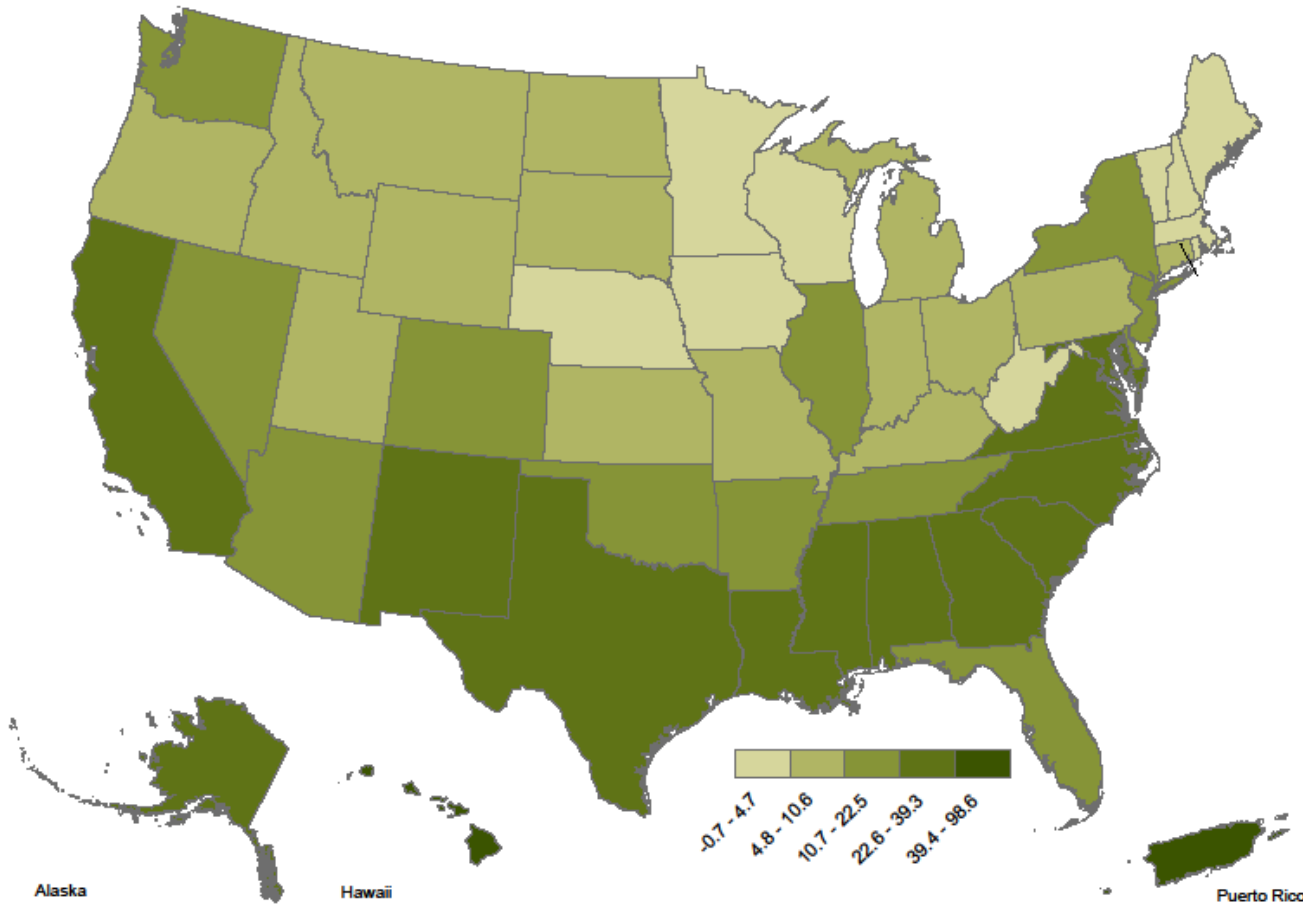 -0.7 - 4.7
4.8 - 10.6
10.7 - 22.5
22.6 - 39.3
39.4 - 98.6
Alaska
Hawaii
Puerto Rico